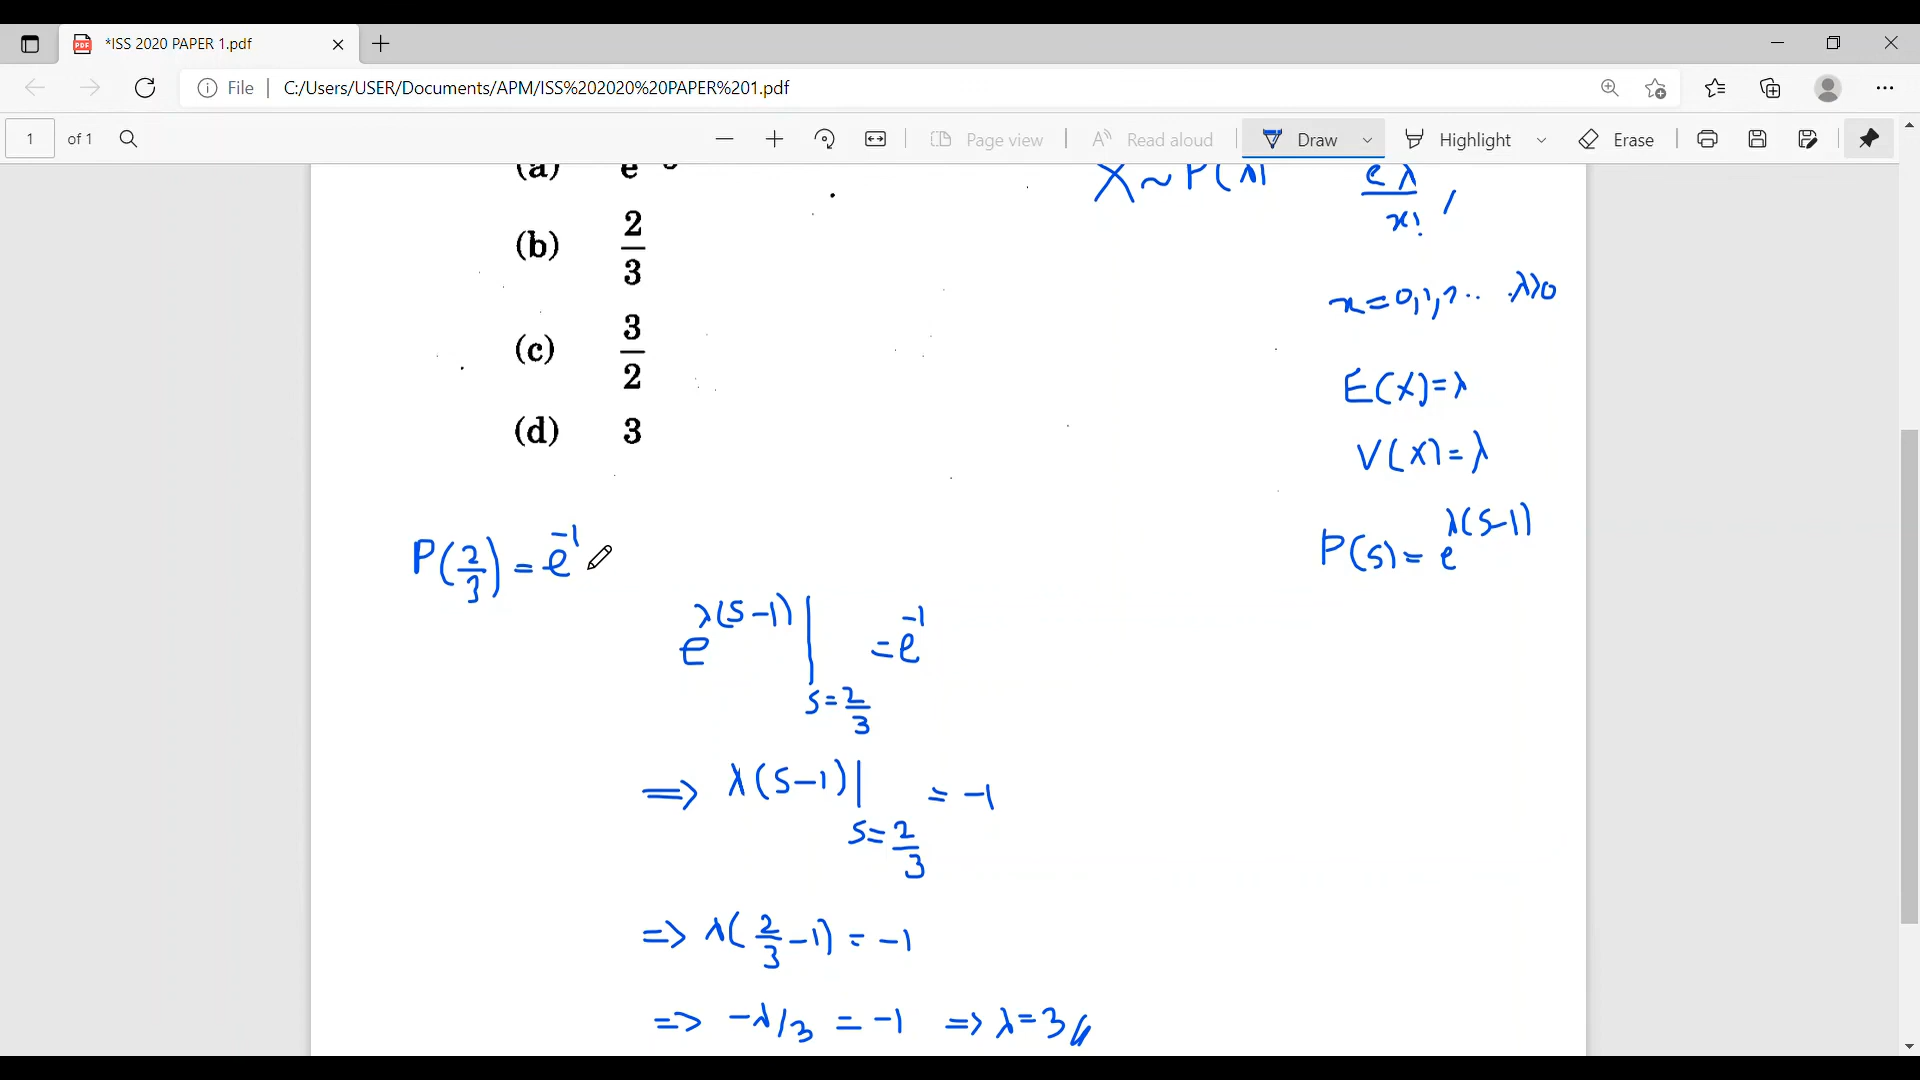 *ISS 2020 PAPER 1.pdf
File | C:/Users/USER/Documents/APM/ISS%202020%20PAPER%201.pdf
1 of 1 Page view Read aloud Draw Highlight Erase
(a) e
X ~ P(λ)
(b) 2/3
x!,
x = 0, 1, 2.. λ>0
(c) 3/2
E(X) = λ
(d) 3
V(X) = λ
P(2/3) = e^-1
P(S) = e^λ(S-1)
e^λ(S-1) | S=2/3 = e^-1
=> λ(S-1) | S=2/3 = -1
=> λ(2/3 - 1) = -1
=> -λ/3 = -1 => λ = 3//